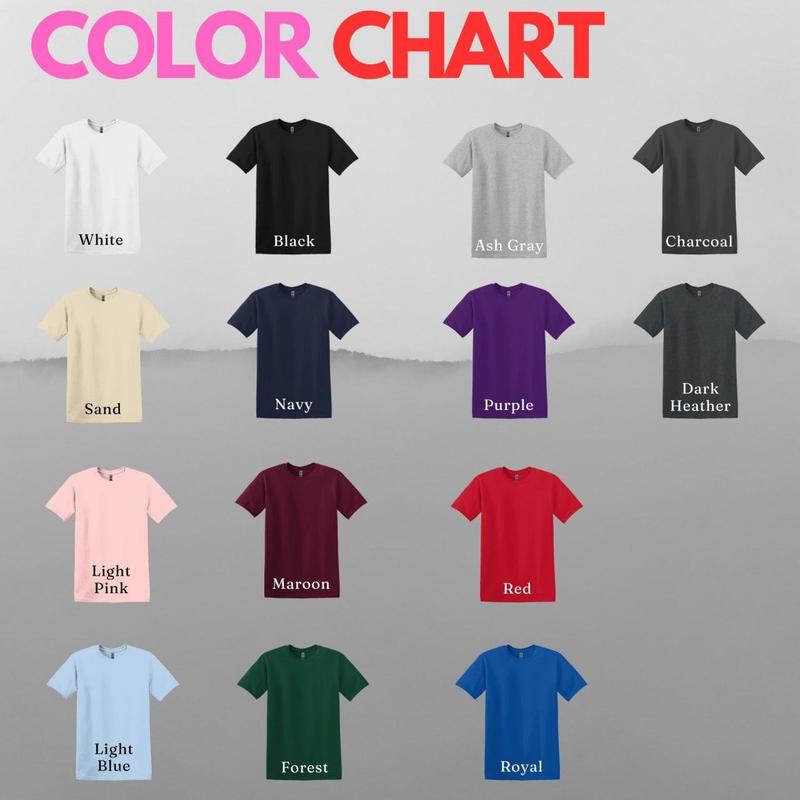 COLOR CHART
White
Black
Ash Gray
Charcoal
Sand
Navy
Purple
Dark
Heather
Light
Pink
Maroon
Red
Light
Blue
Forest
Royal